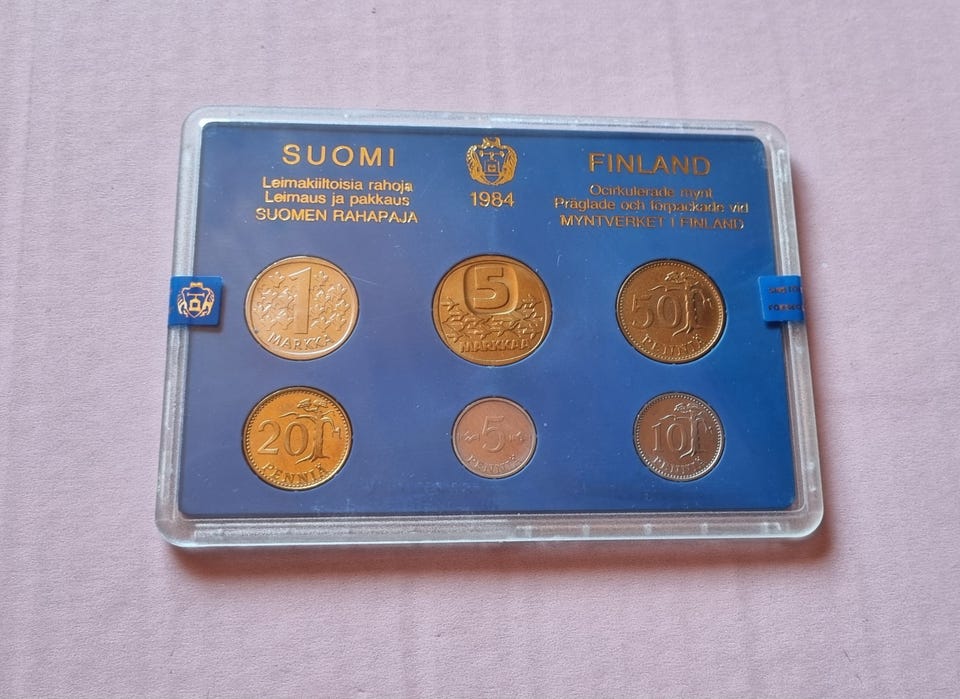 SUOMI
Leimakiiltoisia rahoja
Leimaus ja pakkaus
SUOMEN RAHAPAJA
1984
FINLAND
Ocirkulerade mynt
Präglade och förpackade vid
MYNTVERKET I FINLAND
1
MARKKA
5
MARKKAA
50
PENNIÄ
20
PENNIÄ
5
PENNIÄ
10
PENNIÄ